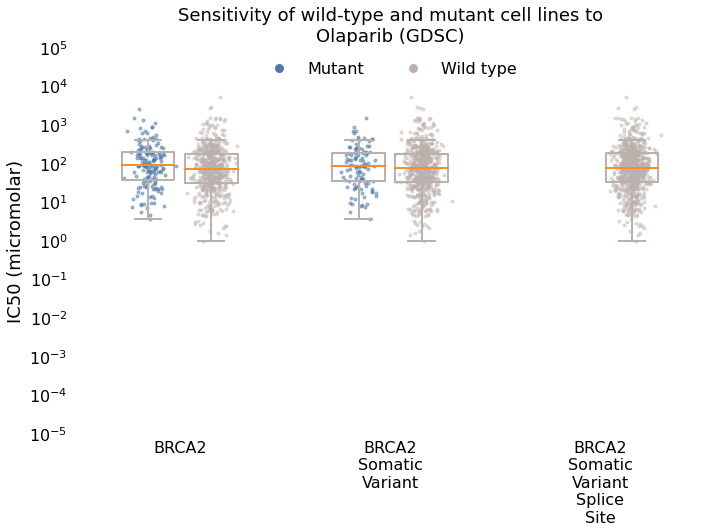 Sensitivity of wild-type and mutant cell lines to
Olaparib (GDSC)
Mutant
Wild type
IC50 (micromolar)
10⁵
10⁴
10³
10²
10¹
10⁰
10⁻¹
10⁻²
10⁻³
10⁻⁴
10⁻⁵
BRCA2
BRCA2
Somatic
Variant
BRCA2
Somatic
Variant
Splice
Site